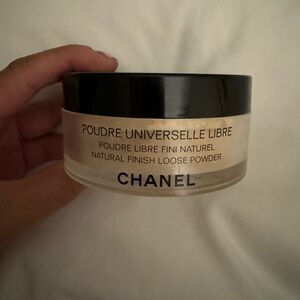 POUDRE UNIVERSELLE LIBRE
POUDRE LIBRE FINI NATUREL
NATURAL FINISH LOOSE POWDER
CHANEL